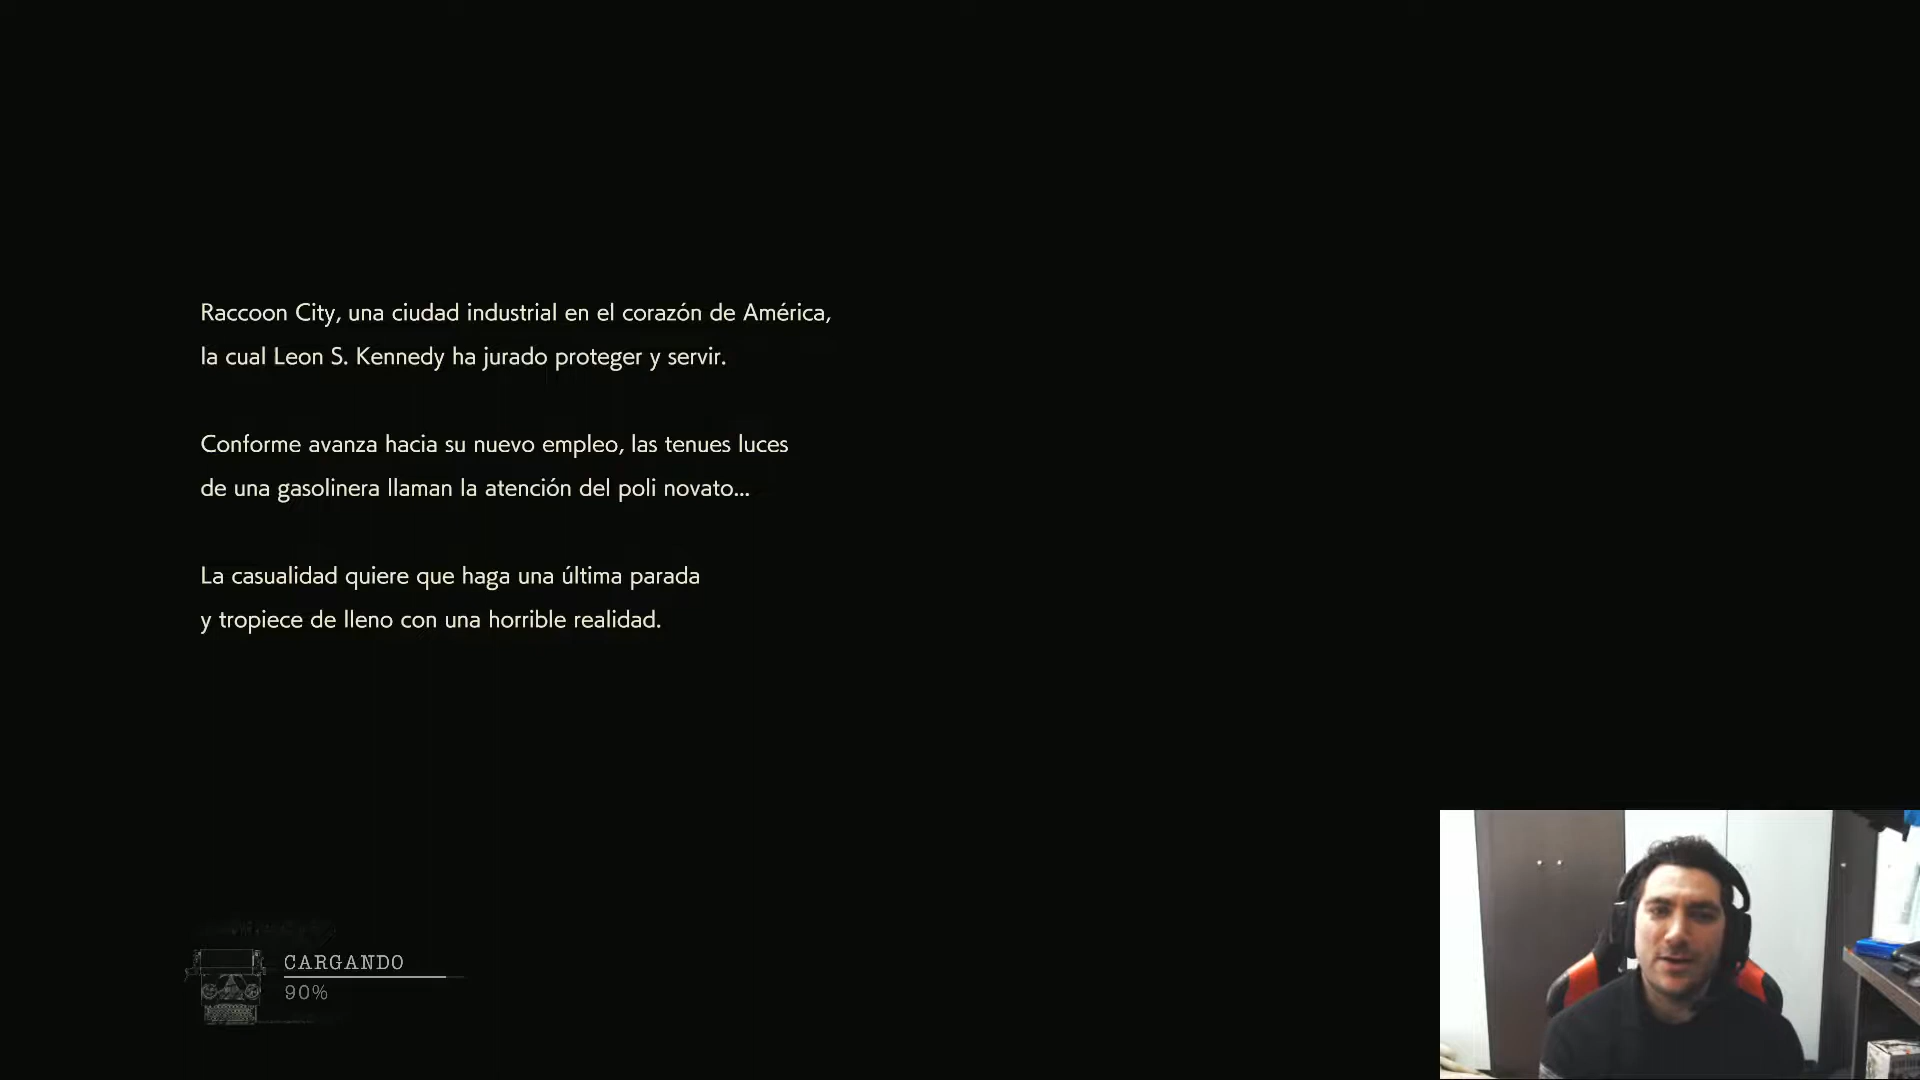 Raccoon City, una ciudad industrial en el corazón de América,
la cual Leon S. Kennedy ha jurado proteger y servir.
Conforme avanza hacia su nuevo empleo, las tenues luces
de una gasolinera llaman la atención del poli novato...
La casualidad quiere que haga una última parada
y tropiece de lleno con una horrible realidad.
CARGANDO
90%